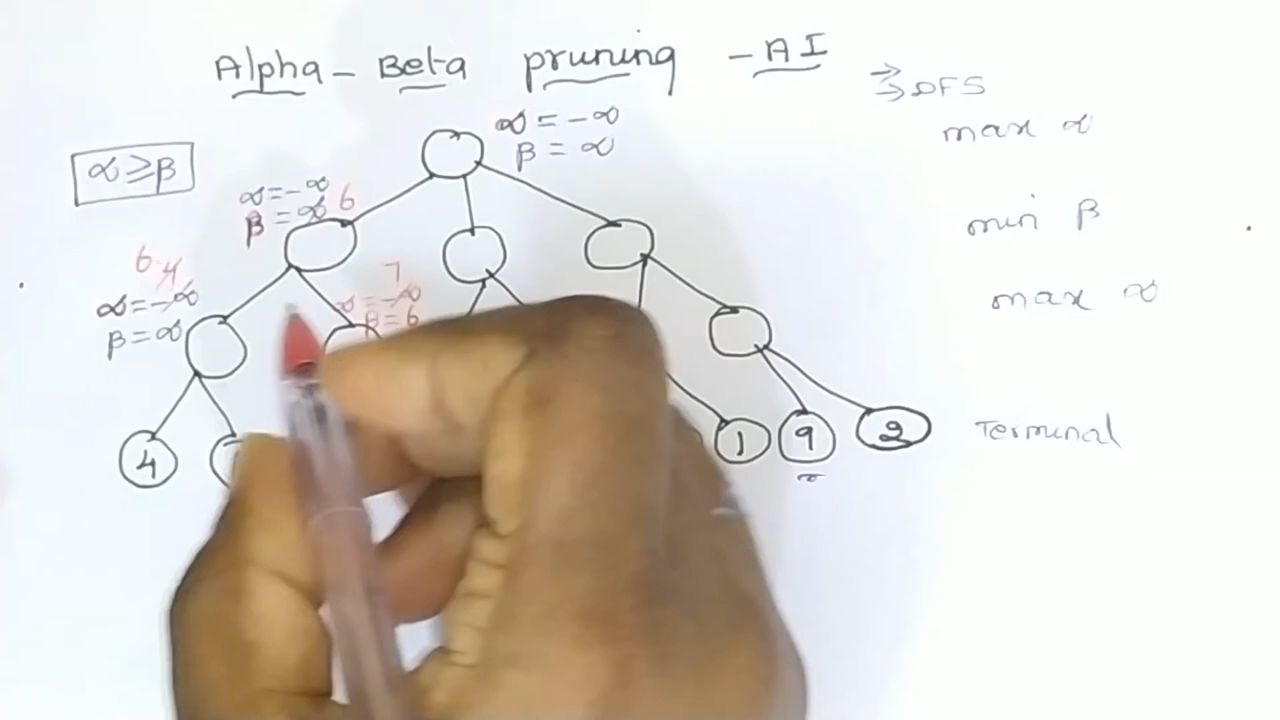 Alpha - Beta pruning - AI
→ DFS
α = -∞
β = ∞
max α
α ≥ β
α = -∞
β = ∞ 6
min β
6 4
α = -∞
β = ∞
7
α = -∞
β = 6
max α
4
1
9
2
Terminal